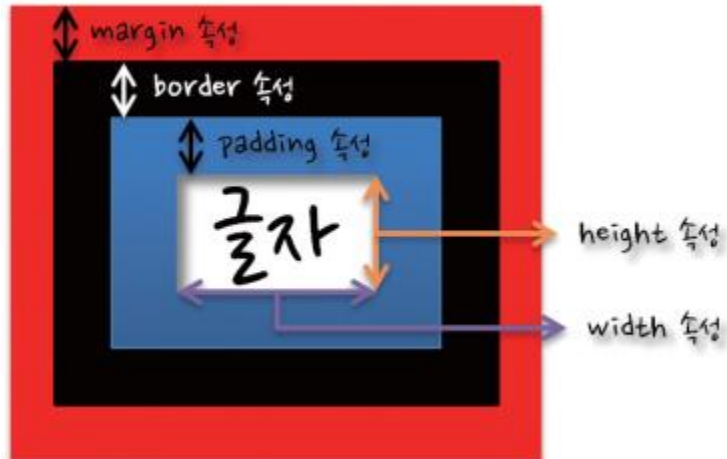 margin 속성
border 속성
padding 속성
글자
height 속성
width 속성